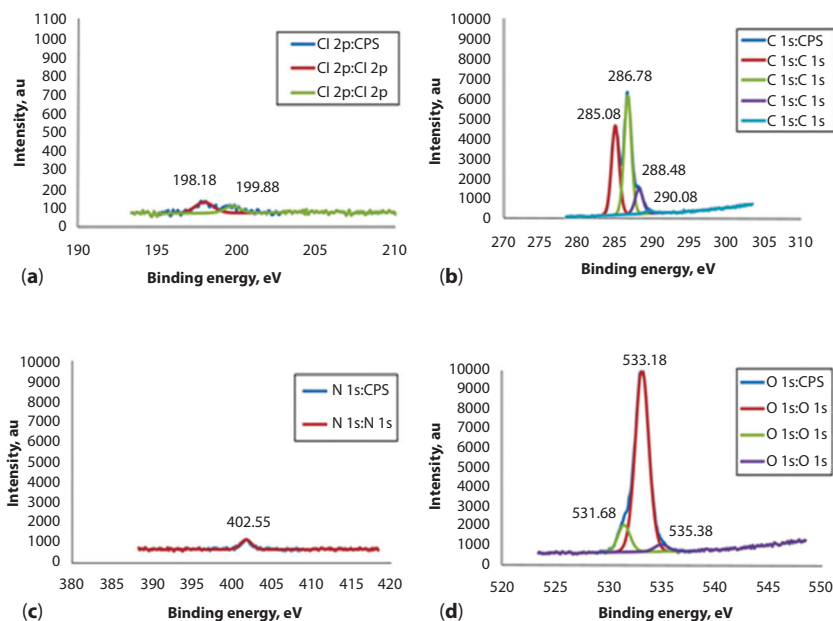 1100
1000
900
800
700
600
500
400
300
200
100
0
Intensity, au
198.18
199.88
Cl 2p:CPS
Cl 2p:Cl 2p
Cl 2p:Cl 2p
190 195 200 205 210
Binding energy, eV
(a)
10000
9000
8000
7000
6000
5000
4000
3000
2000
1000
0
Intensity, au
286.78
285.08
288.48
290.08
C 1s:CPS
C 1s:C 1s
C 1s:C 1s
C 1s:C 1s
C 1s:C 1s
270 275 280 285 290 295 300 305 310
Binding energy, eV
(b)
10000
9000
8000
7000
6000
5000
4000
3000
2000
1000
0
Intensity, au
402.55
N 1s:CPS
N 1s:N 1s
380 385 390 395 400 405 410 415 420
Binding energy, eV
(c)
10000
9000
8000
7000
6000
5000
4000
3000
2000
1000
0
Intensity, au
533.18
531.68
535.38
O 1s:CPS
O 1s:O 1s
O 1s:O 1s
O 1s:O 1s
520 525 530 535 540 545 550
Binding energy, eV
(d)